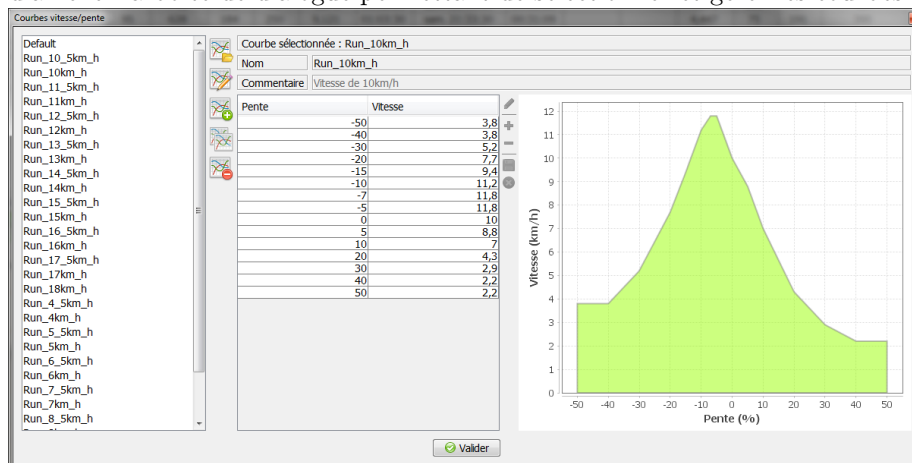 Courbes vitesse/pente
Default
Run_10_5km_h
Run_10km_h
Run_11_5km_h
Run_11km_h
Run_12_5km_h
Run_12km_h
Run_13_5km_h
Run_13km_h
Run_14_5km_h
Run_14km_h
Run_15_5km_h
Run_15km_h
Run_16_5km_h
Run_16km_h
Run_17_5km_h
Run_17km_h
Run_18km_h
Run_4_5km_h
Run_4km_h
Run_5_5km_h
Run_5km_h
Run_6_5km_h
Run_6km_h
Run_7_5km_h
Run_7km_h
Run_8_5km_h
Courbe sélectionnée : Run_10km_h
Nom Run_10km_h
Commentaire Vitesse de 10km/h
Pente Vitesse
-50 3,8
-40 3,8
-30 5,2
-20 7,7
-15 9,4
-10 11,2
-7 11,8
-5 11,8
0 10
5 8,8
10 7
20 4,3
30 2,9
40 2,2
50 2,2
Vitesse (km/h)
12
11
10
9
8
7
6
5
4
3
2
1
0
-50 -40 -30 -20 -10 0 10 20 30 40 50
Pente (%)
Valider